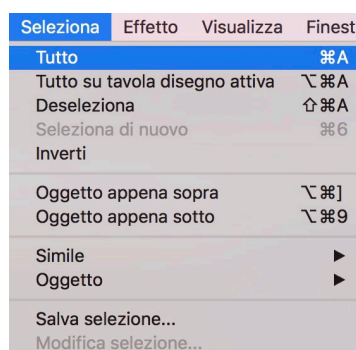 Seleziona Effetto Visualizza Finest
Tutto ⌘A
Tutto su tavola disegno attiva ⌥⌘A
Deseleziona ⇧⌘A
Seleziona di nuovo ⌘6
Inverti
Oggetto appena sopra ⌥⌘]
Oggetto appena sotto ⌥⌘9
Simile ▶
Oggetto ▶
Salva selezione...
Modifica selezione...